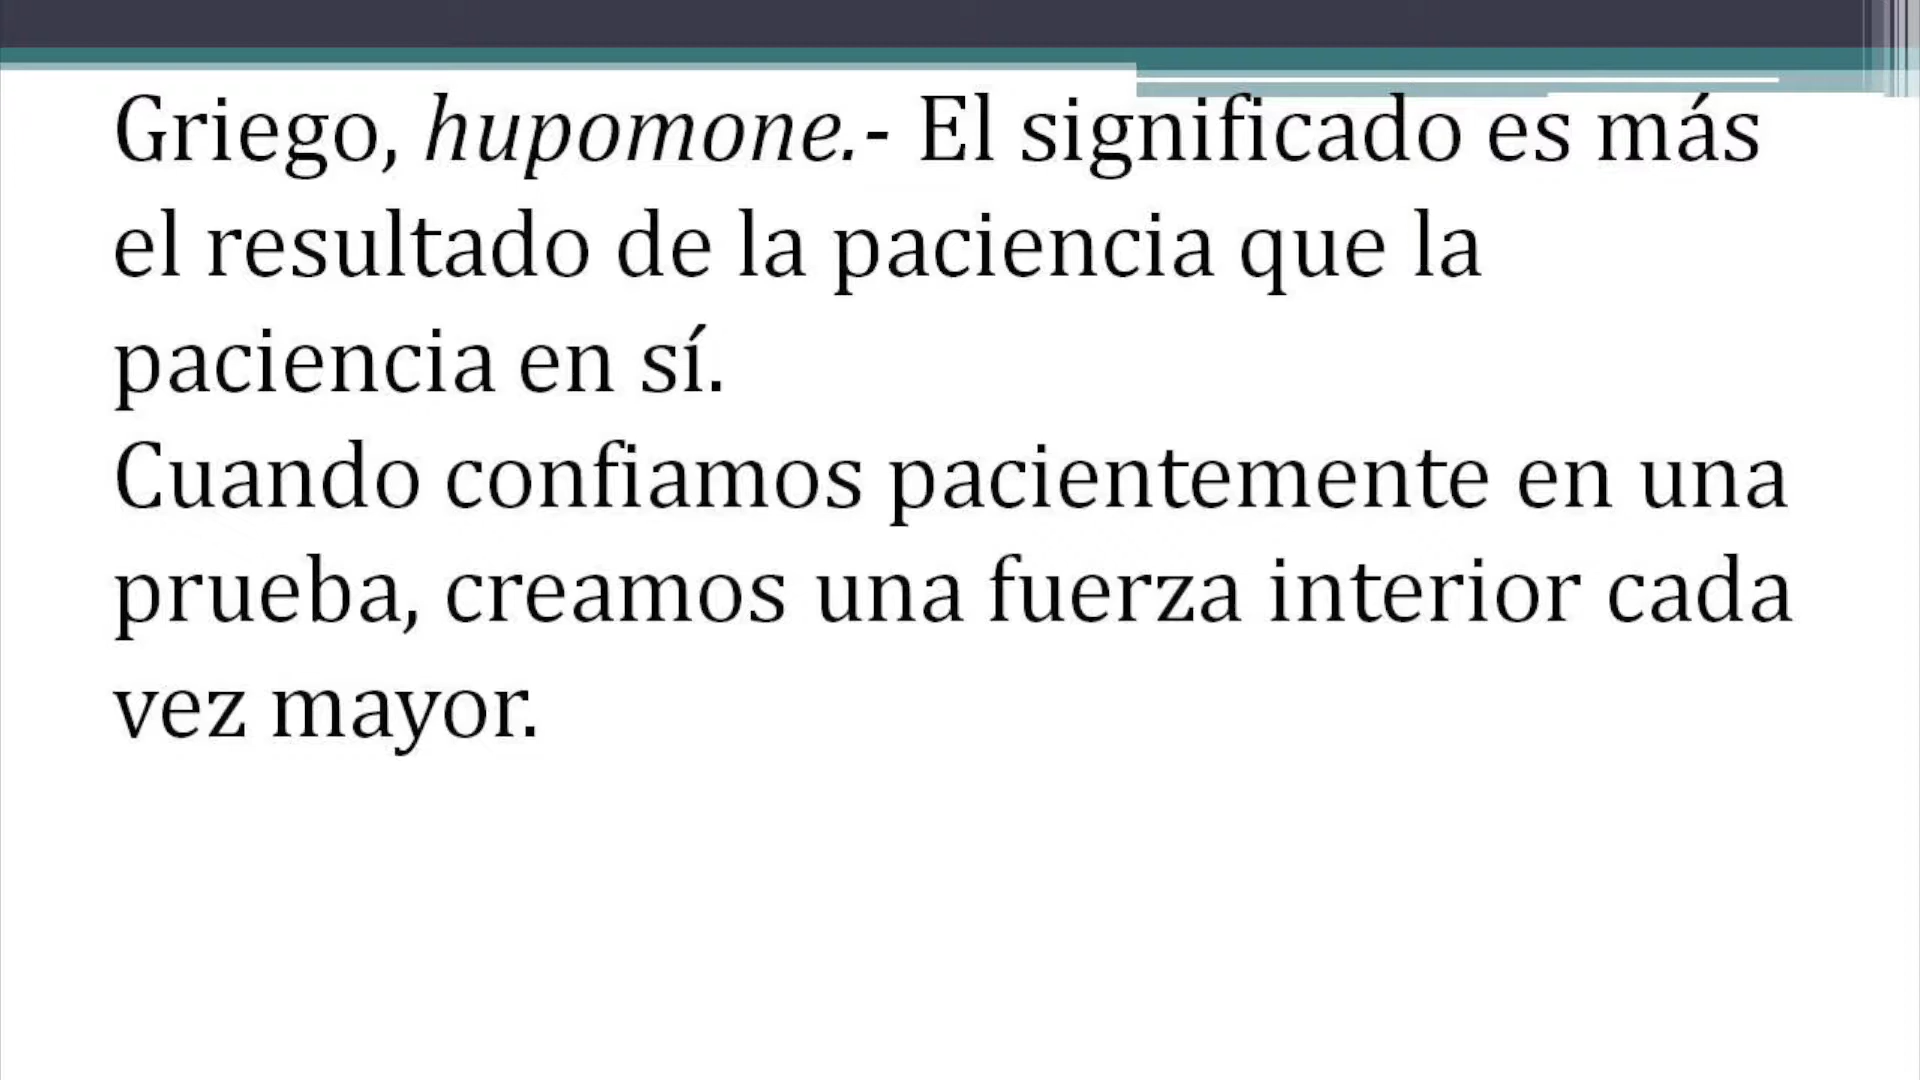 Griego, hupomone.- El significado es más
el resultado de la paciencia que la
paciencia en sí.
Cuando confiamos pacientemente en una
prueba, creamos una fuerza interior cada
vez mayor.